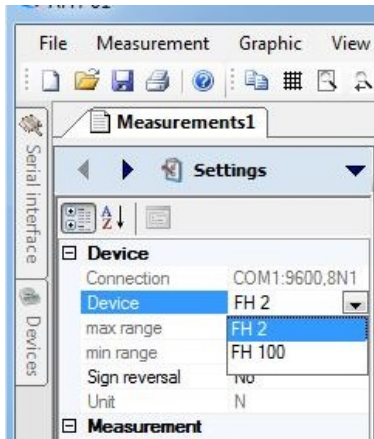 File Measurement Graphic View
Measurements1
Serial interface
Devices
Settings
Device
Connection COM1:9600,8N1
Device FH 2
max range FH 2
min range FH 100
Sign reversal No
Unit N
Measurement